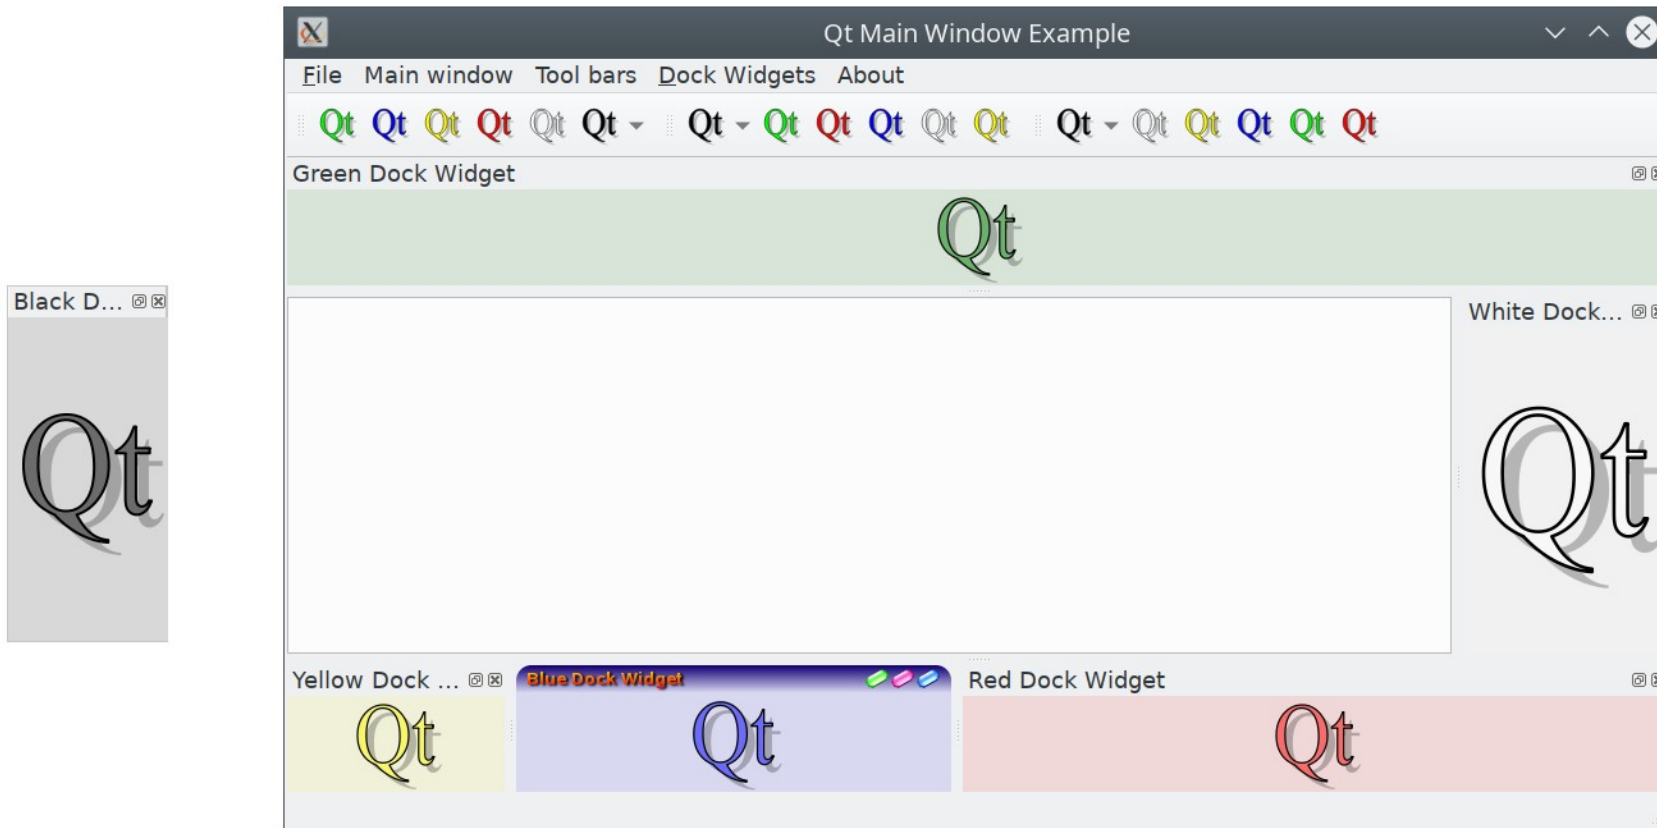 Qt Main Window Example
File Main window Tool bars Dock Widgets About
Qt Qt Qt Qt Qt Qt Qt Qt Qt Qt Qt Qt Qt Qt Qt Qt Qt Qt
Green Dock Widget
Qt
Black D...
Qt
White Dock...
Qt
Yellow Dock ...
Qt
Blue Dock Widget
Qt
Red Dock Widget
Qt